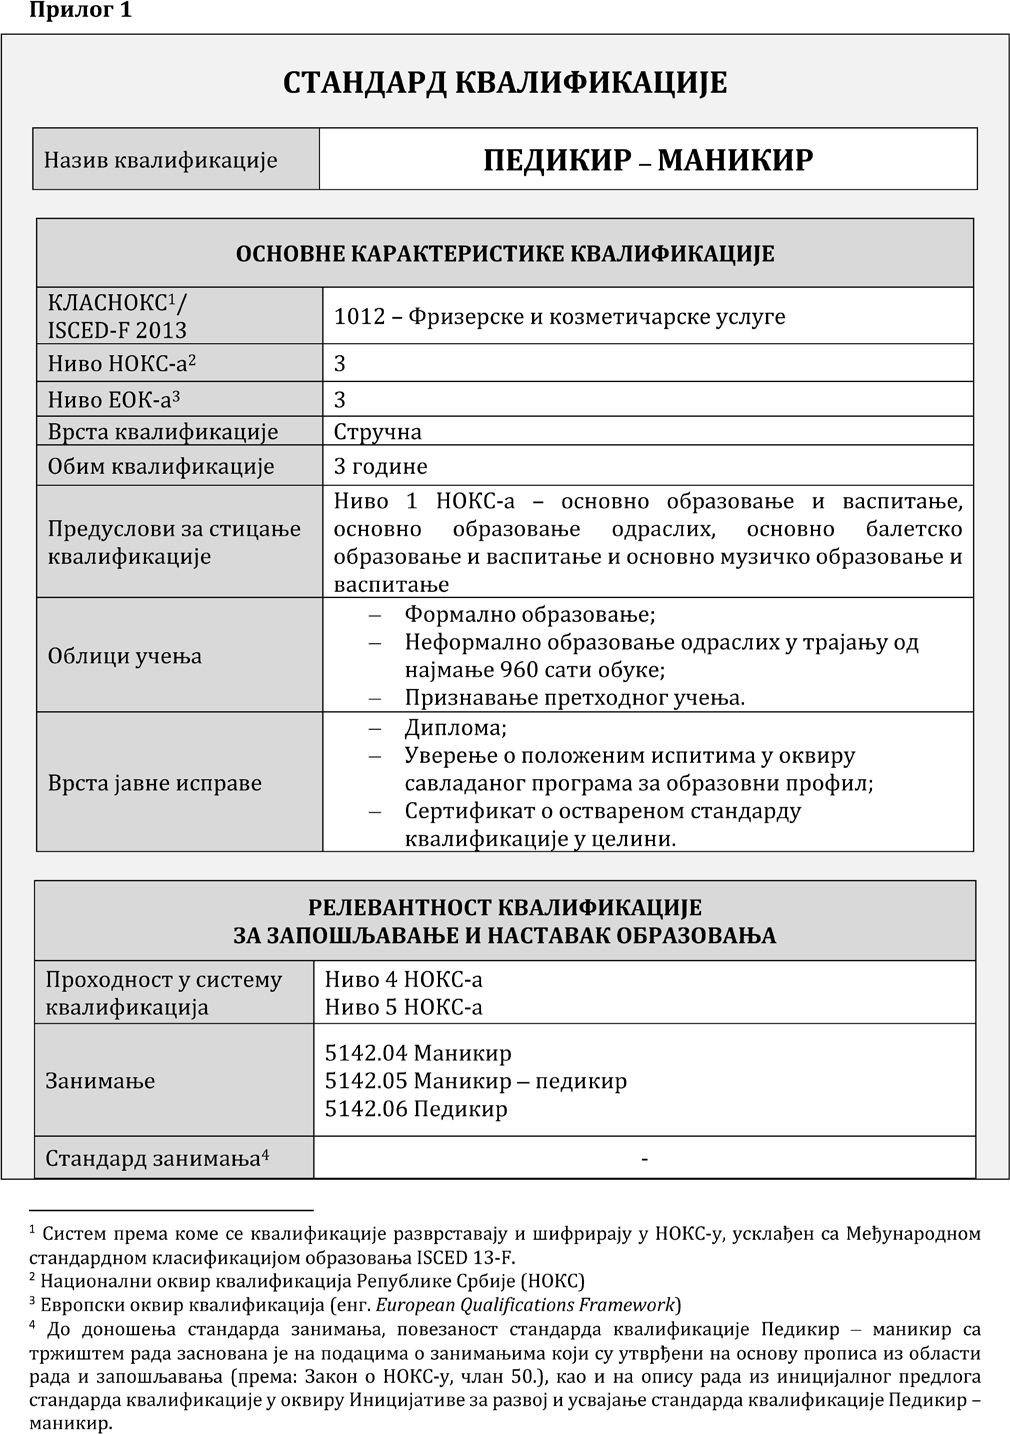 Прилог 1
СТАНДАРД КВАЛИФИКАЦИЈЕ
Назив квалификације
ПЕДИКИР – МАНИКИР
ОСНОВНЕ КАРАКТЕРИСТИКЕ КВАЛИФИКАЦИЈЕ
КЛАСНОКС1/
ISCED-F 2013
1012 – Фризерске и козметичарске услуге
Ниво НОКС-а2
3
Ниво ЕОК-а3
3
Врста квалификације
Стручна
Обим квалификације
3 године
Предуслови за стицање
квалификације
Ниво 1 НОКС-а – основно образовање и васпитање,
основно образовање одраслих, основно балетско
образовање и васпитање и основно музичко образовање и
васпитање
Облици учења
– Формално образовање;
– Неформално образовање одраслих у трајању од
најмање 960 сати обуке;
– Признавање претходног учења.
Врста јавне исправе
– Диплома;
– Уверење о положеним испитима у оквиру
савладаног програма за образовни профил;
– Сертификат о оствареном стандарду
квалификације у целини.
РЕЛЕВАНТНОСТ КВАЛИФИКАЦИЈЕ
ЗА ЗАПОШЉАВАЊЕ И НАСТАВАК ОБРАЗОВАЊА
Проходност у систему
квалификација
Ниво 4 НОКС-а
Ниво 5 НОКС-а
Занимање
5142.04 Маникир
5142.05 Маникир – педикир
5142.06 Педикир
Стандард занимања4
-
1 Систем према коме се квалификације разврставају и шифрирају у НОКС-у, усклађен са Међународном
стандардном класификацијом образовања ISCED 13-F.
2 Национални оквир квалификација Републике Србије (НОКС)
3 Европски оквир квалификација (енг. European Qualifications Framework)
4 До доношења стандарда занимања, повезаност стандарда квалификације Педикир – маникир са
тржиштем рада заснована је на подацима о занимањима који су утврђени на основу прописа из области
рада и запошљавања (према: Закон о НОКС-у, члан 50.), као и на опису рада из иницијалног предлога
стандарда квалификације у оквиру Иницијативе за развој и усвајање стандарда квалификације Педикир –
маникир.